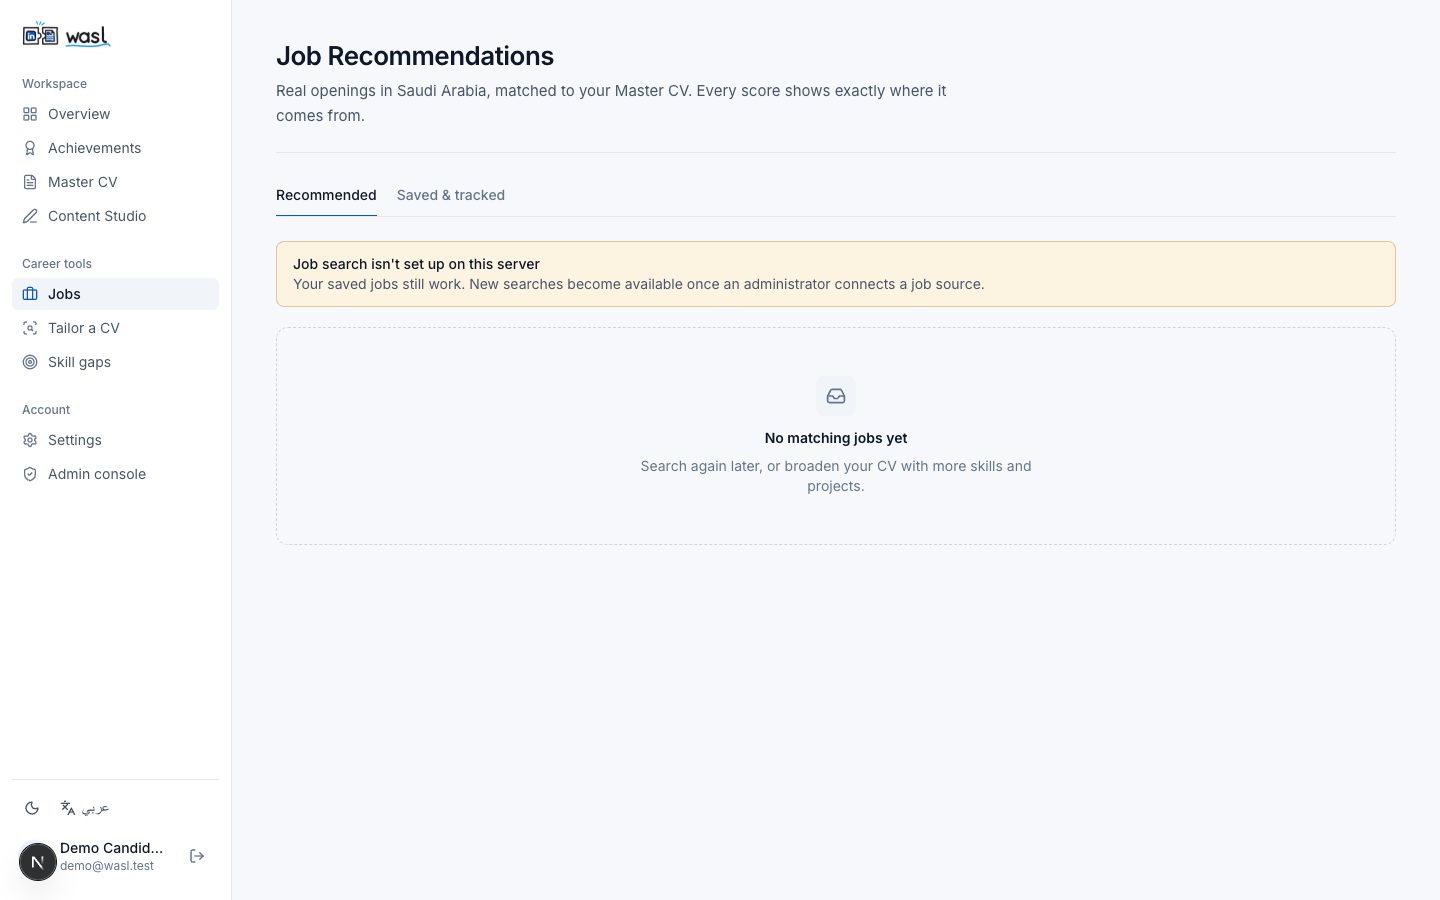 in wasl
Workspace
Overview
Achievements
Master CV
Content Studio
Career tools
Jobs
Tailor a CV
Skill gaps
Account
Settings
Admin console
عربي
N
Demo Candid...
demo@wasl.test
Job Recommendations
Real openings in Saudi Arabia, matched to your Master CV. Every score shows exactly where it
comes from.
Recommended Saved & tracked
Job search isn't set up on this server
Your saved jobs still work. New searches become available once an administrator connects a job source.
No matching jobs yet
Search again later, or broaden your CV with more skills and
projects.